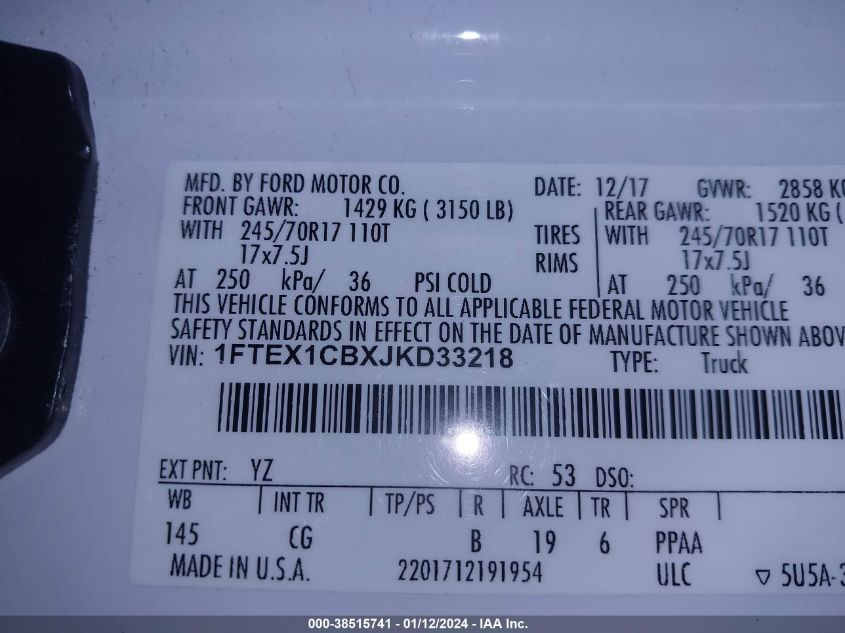 MFD. BY FORD MOTOR CO. DATE: 12/17 GVWR: 2858 KG
FRONT GAWR: 1429 KG ( 3150 LB) REAR GAWR: 1520 KG (
WITH 245/70R17 110T TIRES WITH 245/70R17 110T
17x7.5J RIMS 17x7.5J
AT 250 kPa/ 36 PSI COLD AT 250 kPa/ 36
THIS VEHICLE CONFORMS TO ALL APPLICABLE FEDERAL MOTOR VEHICLE
SAFETY STANDARDS IN EFFECT ON THE DATE OF MANUFACTURE SHOWN ABOV
VIN: 1FTEX1CBXJKD33218 TYPE: Truck
EXT PNT: YZ RC: 53 DSO:
WB INT TR TP/PS R AXLE TR SPR
145 CG B 19 6 PPAA
MADE IN U.S.A. 2201712191954 ULC ▽ 5U5A-3
000-38515741 - 01/12/2024 - IAA Inc.